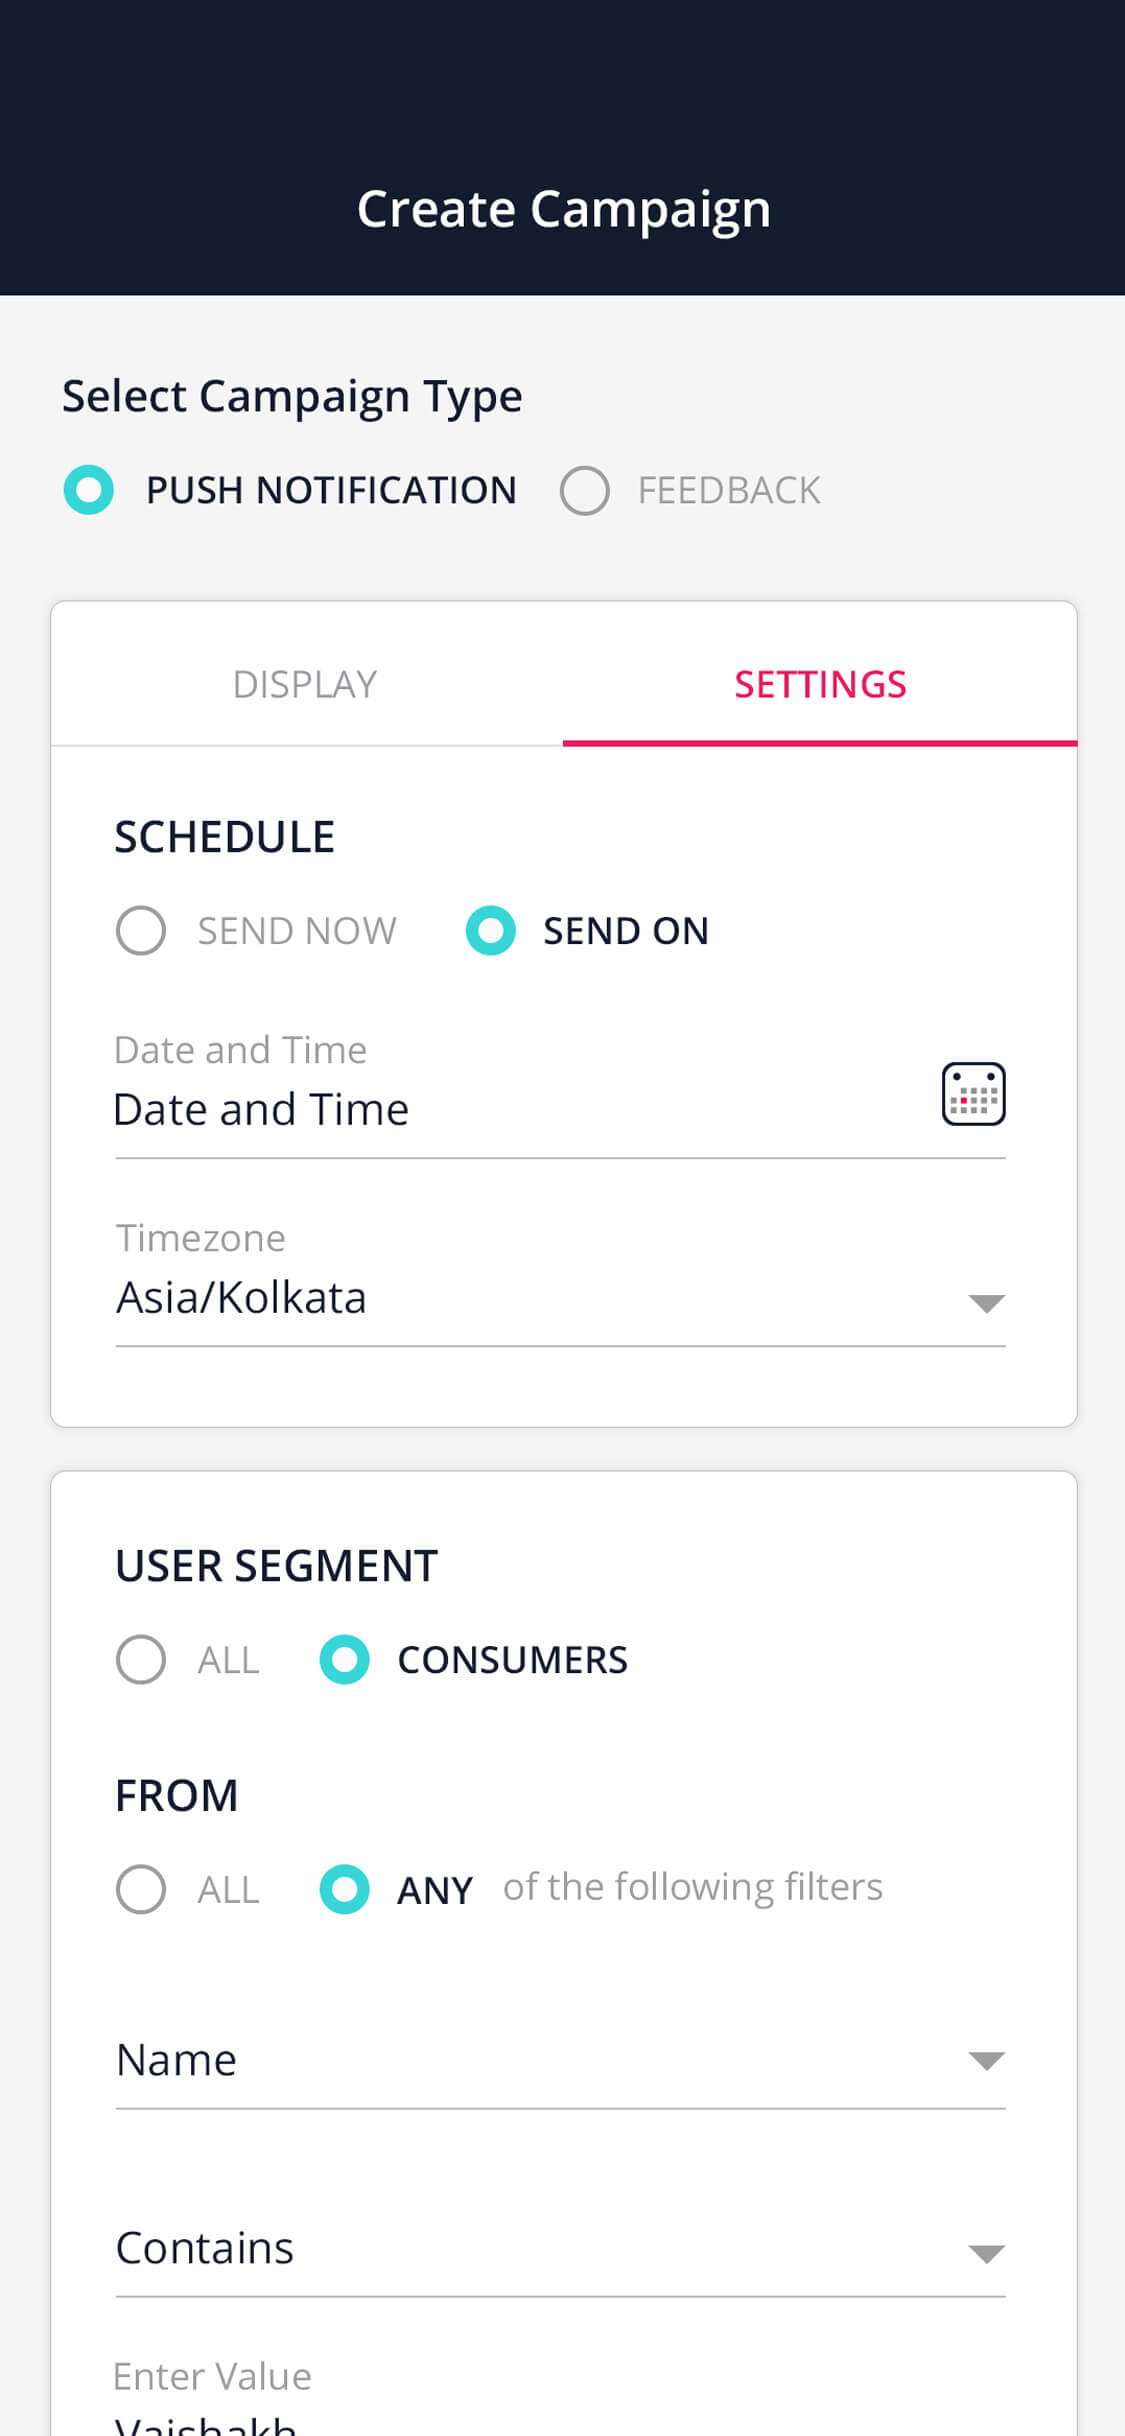 Create Campaign
Select Campaign Type
PUSH NOTIFICATION FEEDBACK
DISPLAY SETTINGS
SCHEDULE
SEND NOW SEND ON
Date and Time
Date and Time
Timezone
Asia/Kolkata
USER SEGMENT
ALL CONSUMERS
FROM
ALL ANY of the following filters
Name
Contains
Enter Value
Vaishakh